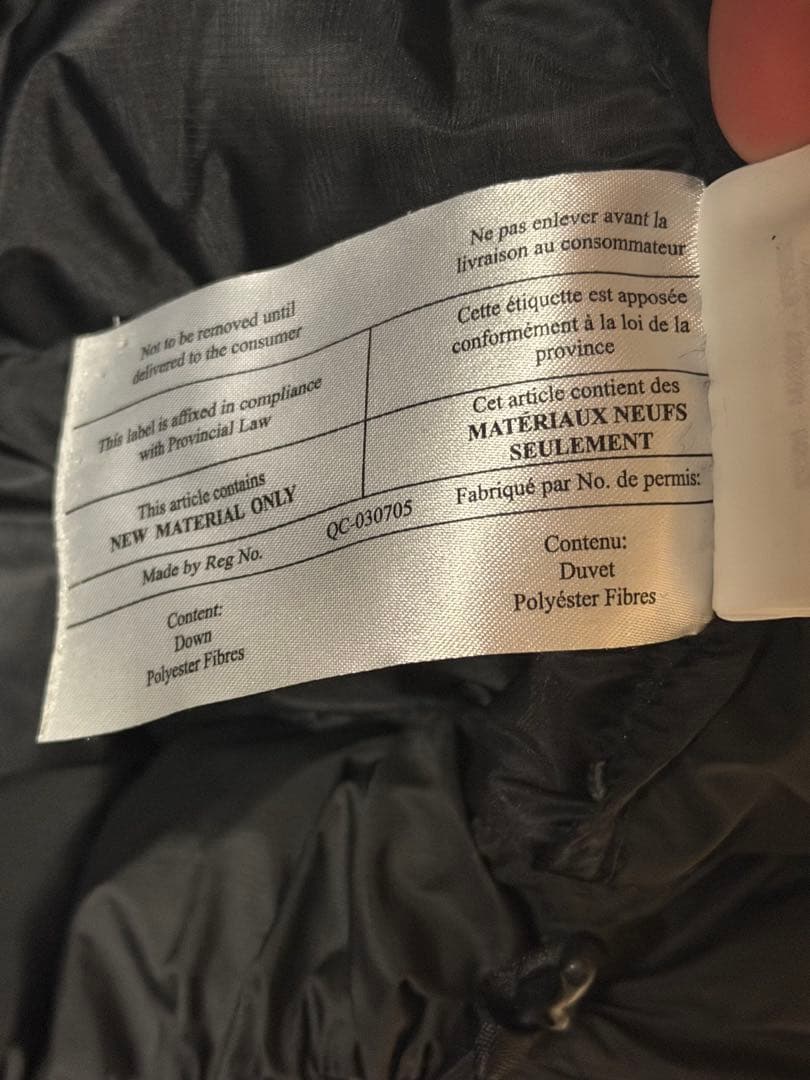 Not to be removed until
delivered to the consumer
Ne pas enlever avant la
livraison au consommateur
This label is affixed in compliance
with Provincial Law
Cette étiquette est apposée
conformément à la loi de la
province
This article contains
NEW MATERIAL ONLY
Cet article contient des
MATÉRIAUX NEUFS
SEULEMENT
Made by Reg No.
QC-030705
Fabriqué par No. de permis:
Content:
Down
Polyester Fibres
Contenu:
Duvet
Polyéster Fibres